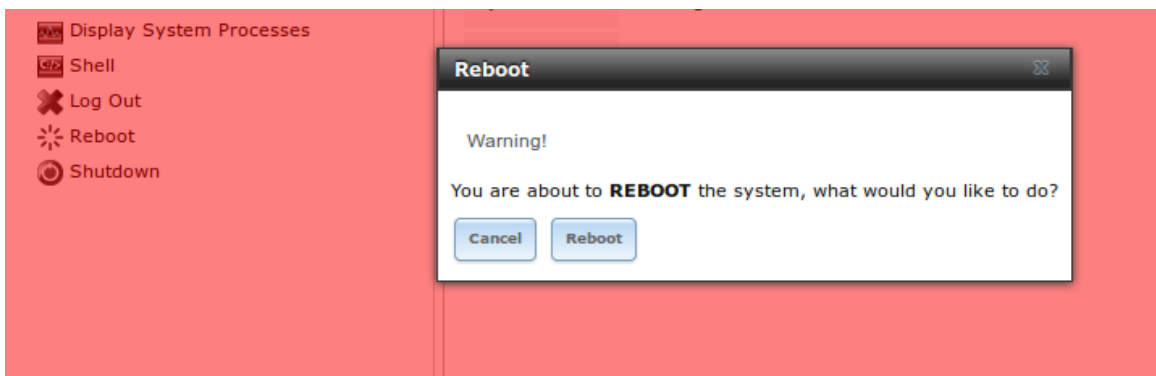 Display System Processes
Shell
Log Out
Reboot
Shutdown
Reboot
Warning!
You are about to REBOOT the system, what would you like to do?
Cancel Reboot